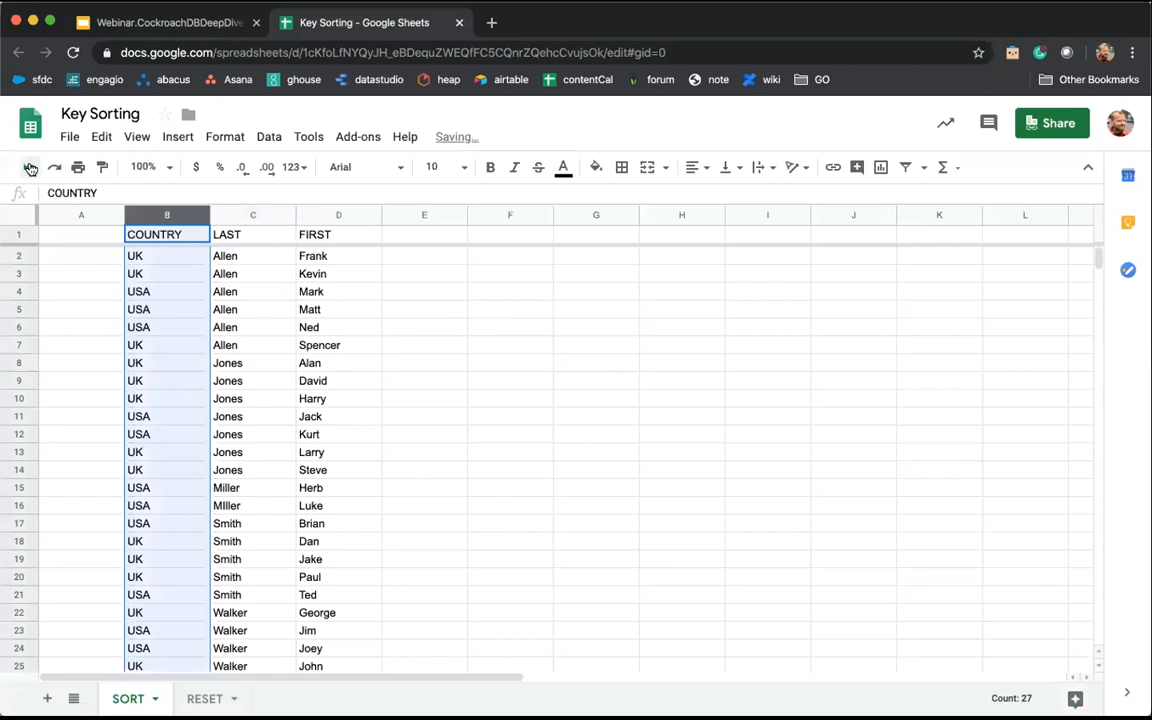 Webinar.CockroachDBDeepDive
Key Sorting - Google Sheets
docs.google.com/spreadsheets/d/1cKfoLfNYQyJH_eBDequZWEQfFC5CQnrZQehcCvujsOk/edit#gid=0
sfdc engagio abacus Asana ghouse datastudio heap airtable contentCal forum note wiki GO Other Bookmarks
Key Sorting
File Edit View Insert Format Data Tools Add-ons Help Saving...
Share
100% $ % .0 .00 123 Arial 10 B I S A
fx COUNTRY
A B C D E F G H I J K L
1 COUNTRY LAST FIRST
2 UK Allen Frank
3 UK Allen Kevin
4 USA Allen Mark
5 USA Allen Matt
6 USA Allen Ned
7 UK Allen Spencer
8 UK Jones Alan
9 UK Jones David
10 UK Jones Harry
11 USA Jones Jack
12 USA Jones Kurt
13 UK Jones Larry
14 UK Jones Steve
15 USA Miller Herb
16 USA MIller Luke
17 USA Smith Brian
18 UK Smith Dan
19 UK Smith Jake
20 UK Smith Paul
21 USA Smith Ted
22 UK Walker George
23 USA Walker Jim
24 USA Walker Joey
25 UK Walker John
SORT RESET Count: 27